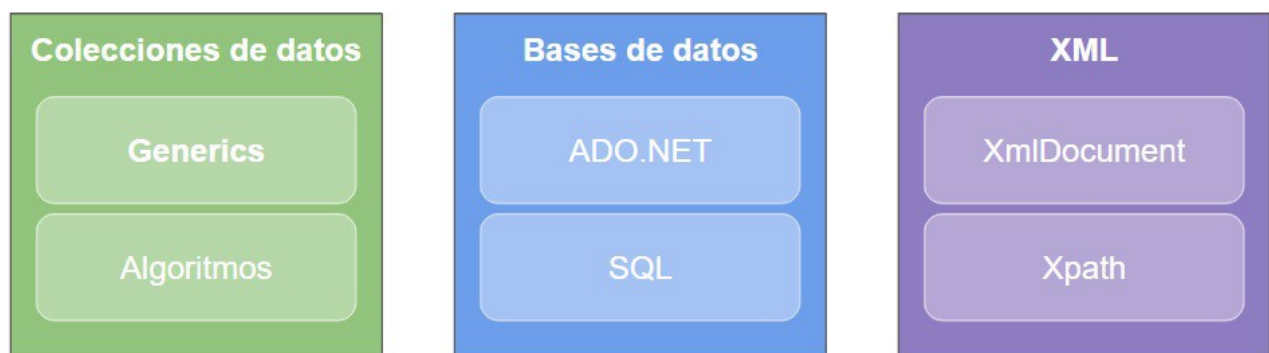 Colecciones de datos
Generics
Algoritmos
Bases de datos
ADO.NET
SQL
XML
XmlDocument
Xpath